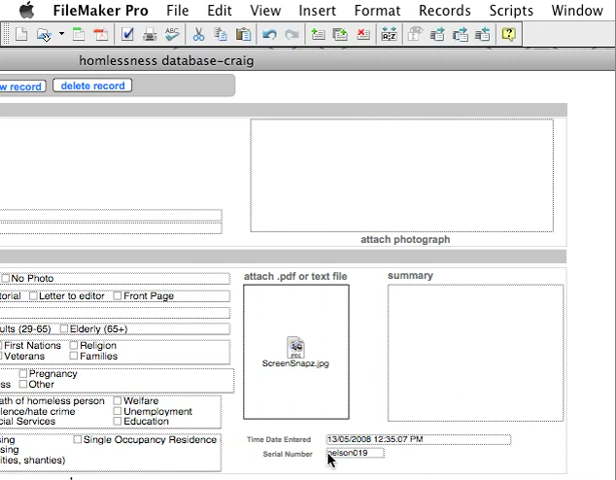 FileMaker Pro File Edit View Insert Format Records Scripts Window
ABC
A↔Z
homlessness database-craig
w record delete record
attach photograph
No Photo
attach .pdf or text file summary
torial Letter to editor Front Page
ults (29-65) Elderly (65+)
First Nations Religion
Veterans Families
Pregnancy
ss Other
JPEG
ScreenSnapz.jpg
ath of homeless person Welfare
lence/hate crime Unemployment
cial Services Education
sing Single Occupancy Residence
sing
ities, shanties)
Time Date Entered 13/05/2008 12:35:07 PM
Serial Number nelson019